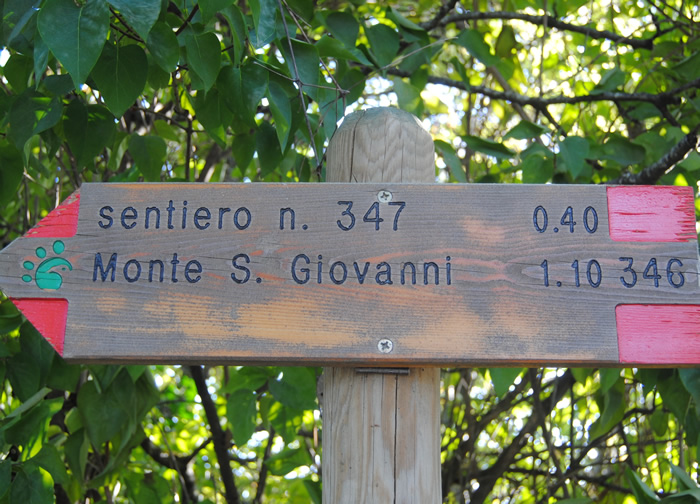 sentiero n. 347 0.40
Monte S. Giovanni 1.10 346